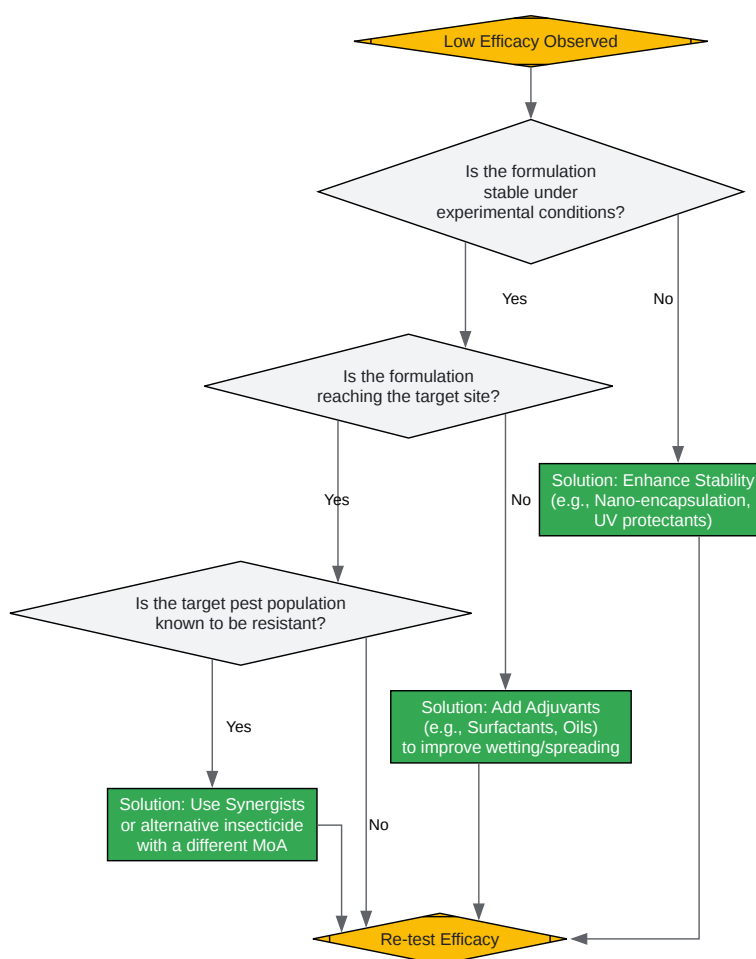 Low Efficacy Observed
Is the formulation
stable under
experimental conditions?
Yes
No
Is the formulation
reaching the target site?
Solution: Enhance Stability
(e.g., Nano-encapsulation,
UV protectants)
Yes
No
Is the target pest population
known to be resistant?
Solution: Add Adjuvants
(e.g., Surfactants, Oils)
to improve wetting/spreading
Yes
Solution: Use Synergists
or alternative insecticide
with a different MoA
No
Re-test Efficacy